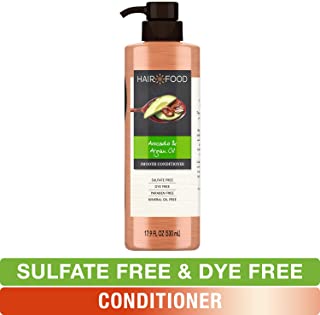 HAIR FOOD
Avocado &
Argan Oil
SMOOTH CONDITIONER
SULFATE FREE
DYE FREE
PARABEN FREE
MINERAL OIL FREE
17.9 FL OZ (530 mL)
SULFATE FREE & DYE FREE
CONDITIONER